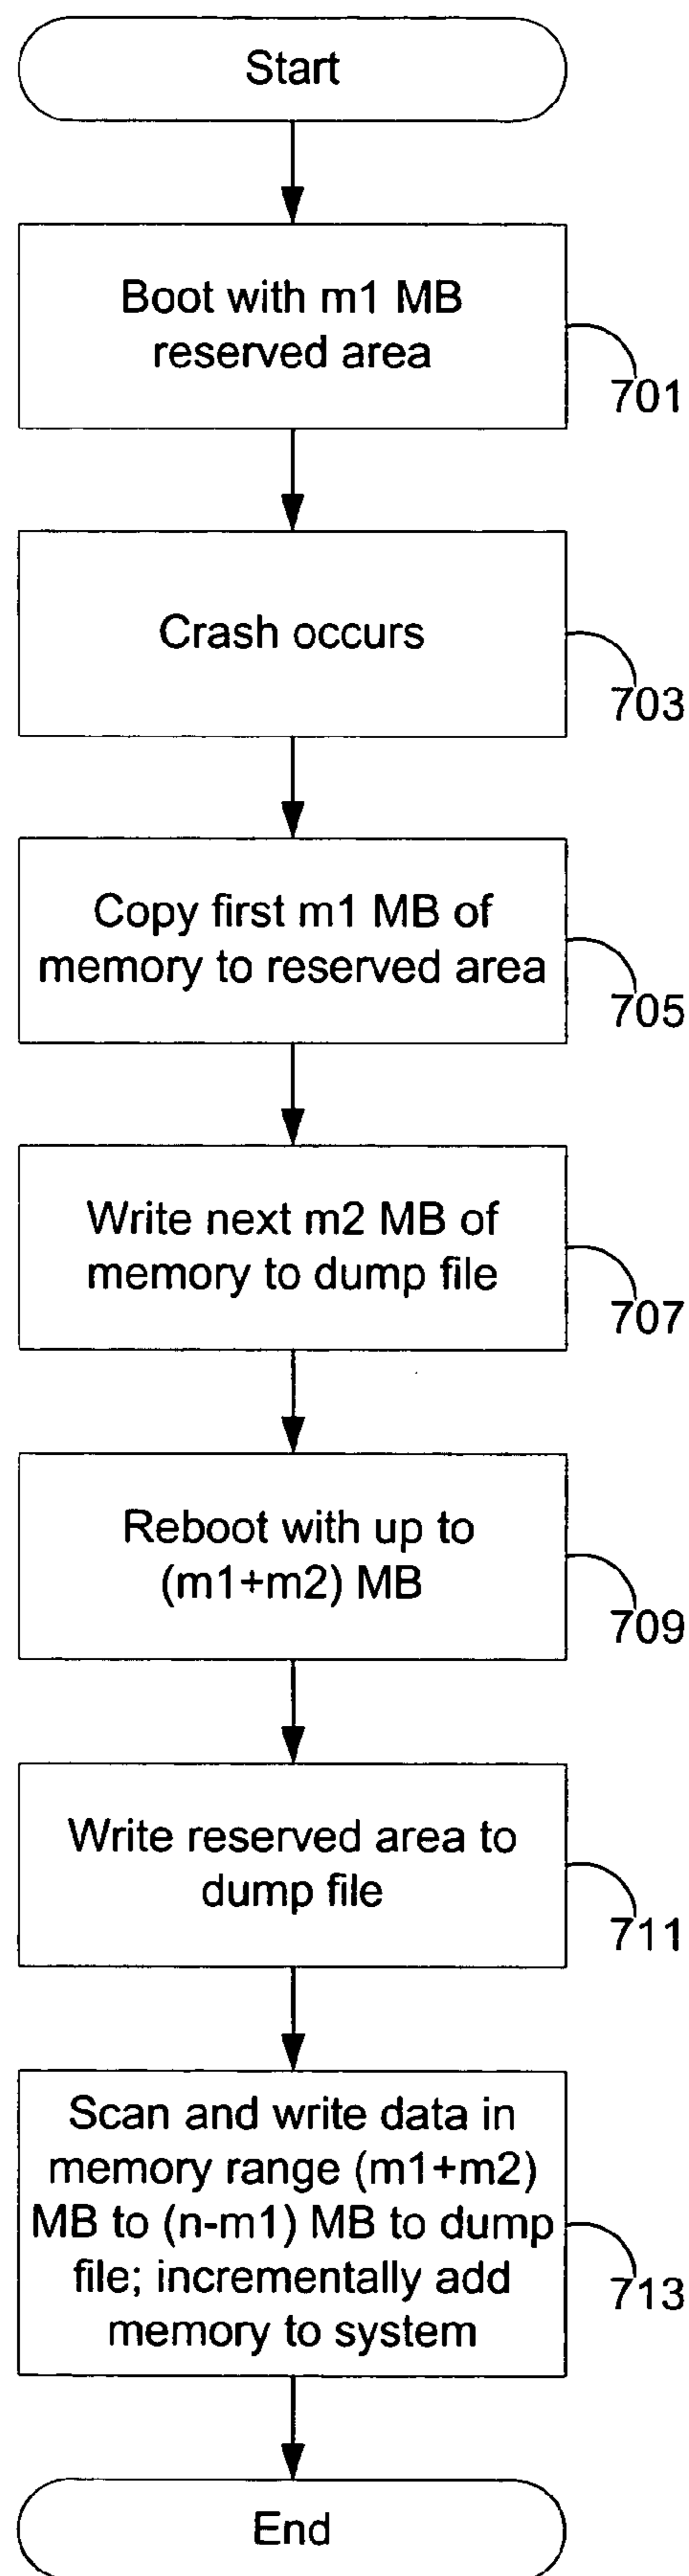 Start
Boot with m1 MB
reserved area
701
Crash occurs
703
Copy first m1 MB of
memory to reserved area
705
Write next m2 MB of
memory to dump file
707
Reboot with up to
(m1+m2) MB
709
Write reserved area to
dump file
711
Scan and write data in
memory range (m1+m2)
MB to (n-m1) MB to dump
file; incrementally add
memory to system
713
End